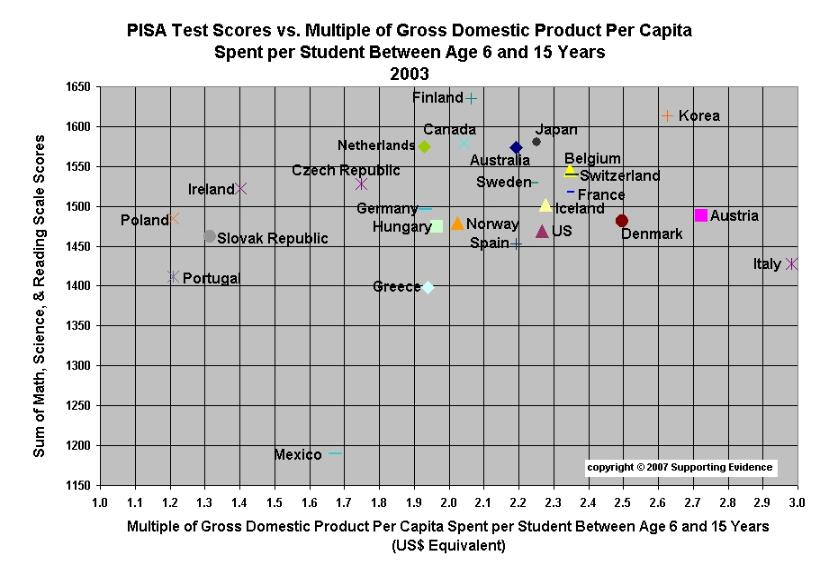 PISA Test Scores vs. Multiple of Gross Domestic Product Per Capita
Spent per Student Between Age 6 and 15 Years
2003
Sum of Math, Science, & Reading Scale Scores
1650
1600
1550
1500
1450
1400
1350
1300
1250
1200
1150
Finland
Korea
Canada
Japan
Netherlands
Australia
Belgium
Czech Republic
Switzerland
Sweden
Ireland
France
Germany
Iceland
Poland
Austria
Hungary
Norway
US
Denmark
Slovak Republic
Spain
Italy
Portugal
Greece
Mexico
copyright © 2007 Supporting Evidence
1.0 1.1 1.2 1.3 1.4 1.5 1.6 1.7 1.8 1.9 2.0 2.1 2.2 2.3 2.4 2.5 2.6 2.7 2.8 2.9 3.0
Multiple of Gross Domestic Product Per Capita Spent per Student Between Age 6 and 15 Years
(US$ Equivalent)